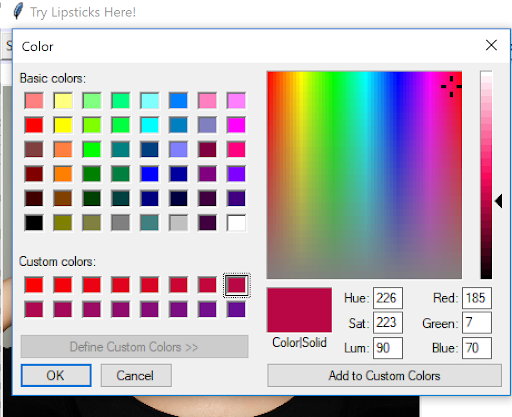 Try Lipsticks Here!
Color
Basic colors:
Custom colors:
Define Custom Colors >>
OK
Cancel
Color|Solid
Hue: 226
Sat: 223
Lum: 90
Red: 185
Green: 7
Blue: 70
Add to Custom Colors